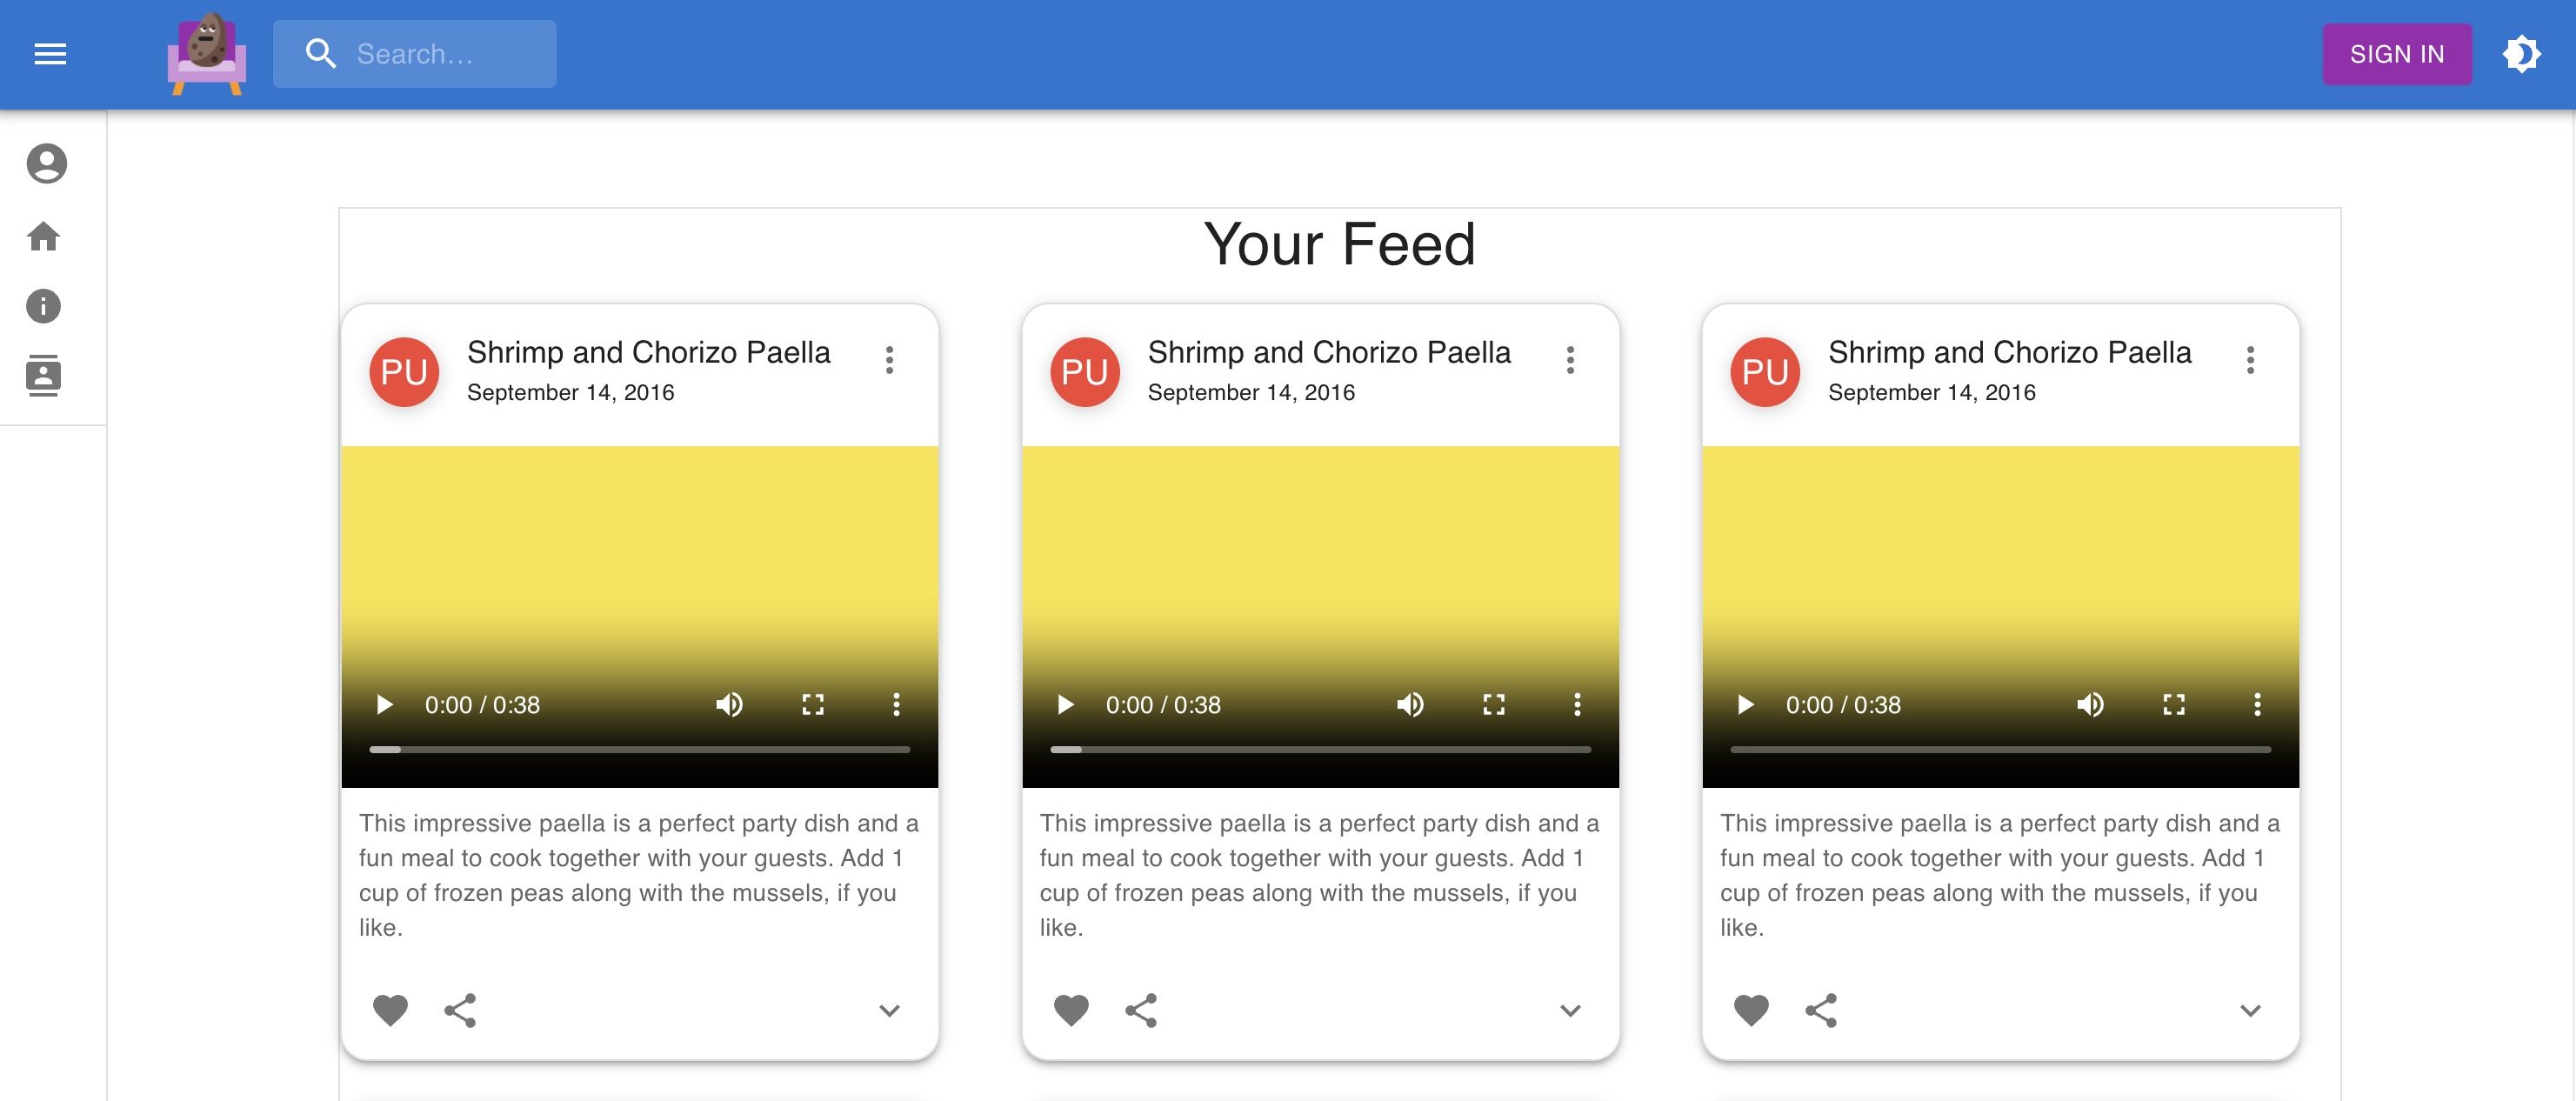 Search...
SIGN IN
Your Feed
PU
Shrimp and Chorizo Paella
September 14, 2016
0:00 / 0:38
This impressive paella is a perfect party dish and a
fun meal to cook together with your guests. Add 1
cup of frozen peas along with the mussels, if you
like.
PU
Shrimp and Chorizo Paella
September 14, 2016
0:00 / 0:38
This impressive paella is a perfect party dish and a
fun meal to cook together with your guests. Add 1
cup of frozen peas along with the mussels, if you
like.
PU
Shrimp and Chorizo Paella
September 14, 2016
0:00 / 0:38
This impressive paella is a perfect party dish and a
fun meal to cook together with your guests. Add 1
cup of frozen peas along with the mussels, if you
like.